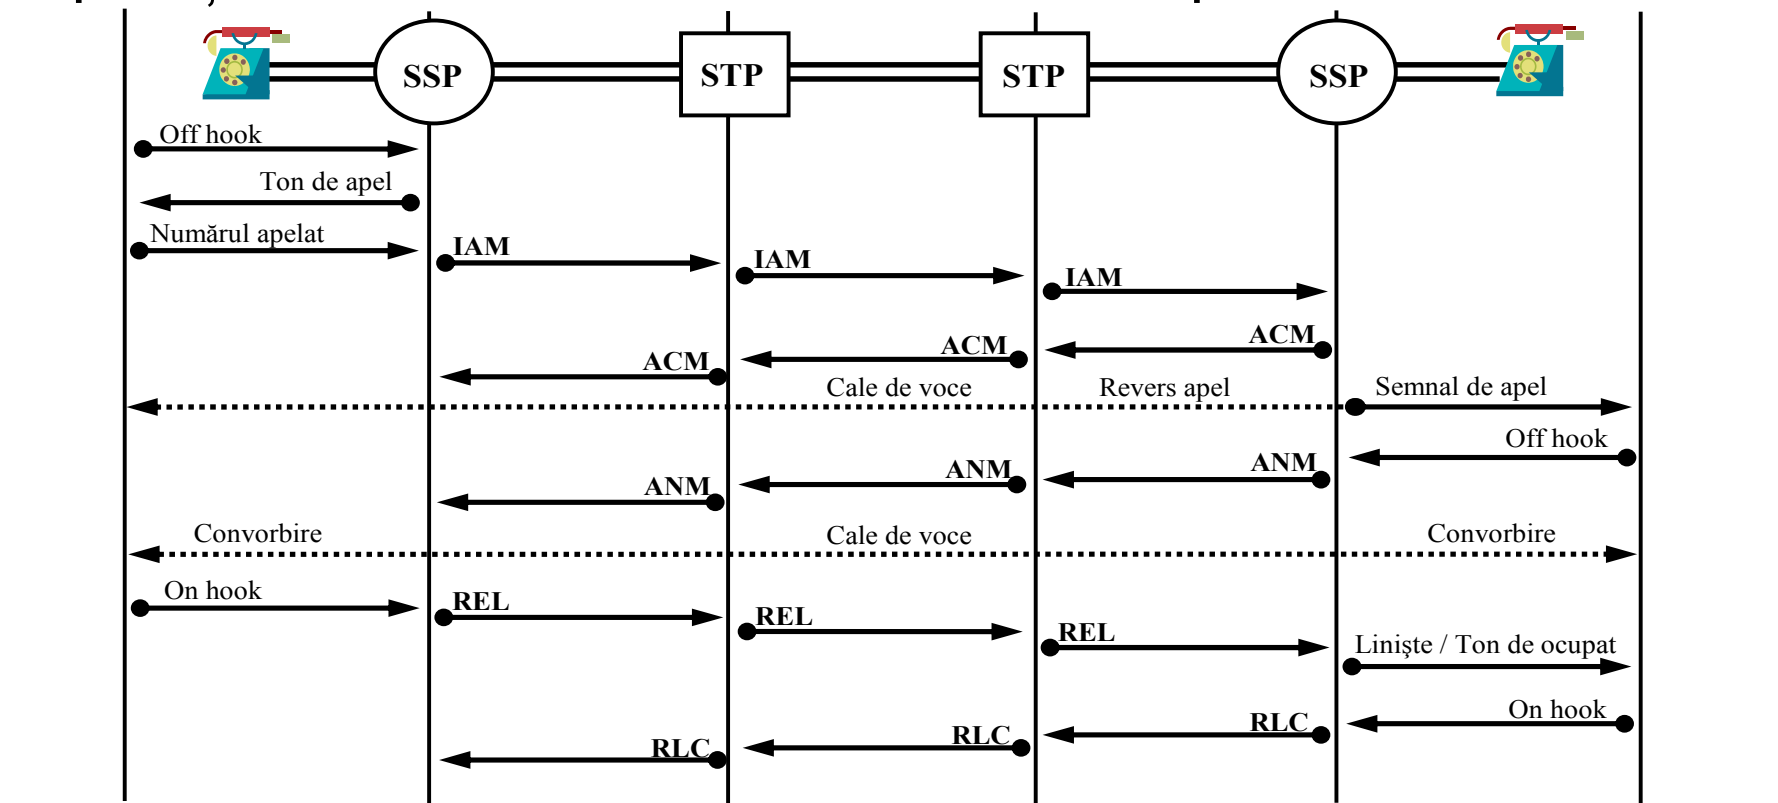 SSP
STP
STP
SSP
Off hook
Ton de apel
Numărul apelat
IAM
IAM
IAM
ACM
ACM
ACM
Cale de voce
Revers apel
Semnal de apel
Off hook
ANM
ANM
ANM
Convorbire
Cale de voce
Convorbire
On hook
REL
REL
REL
Linişte / Ton de ocupat
On hook
RLC
RLC
RLC